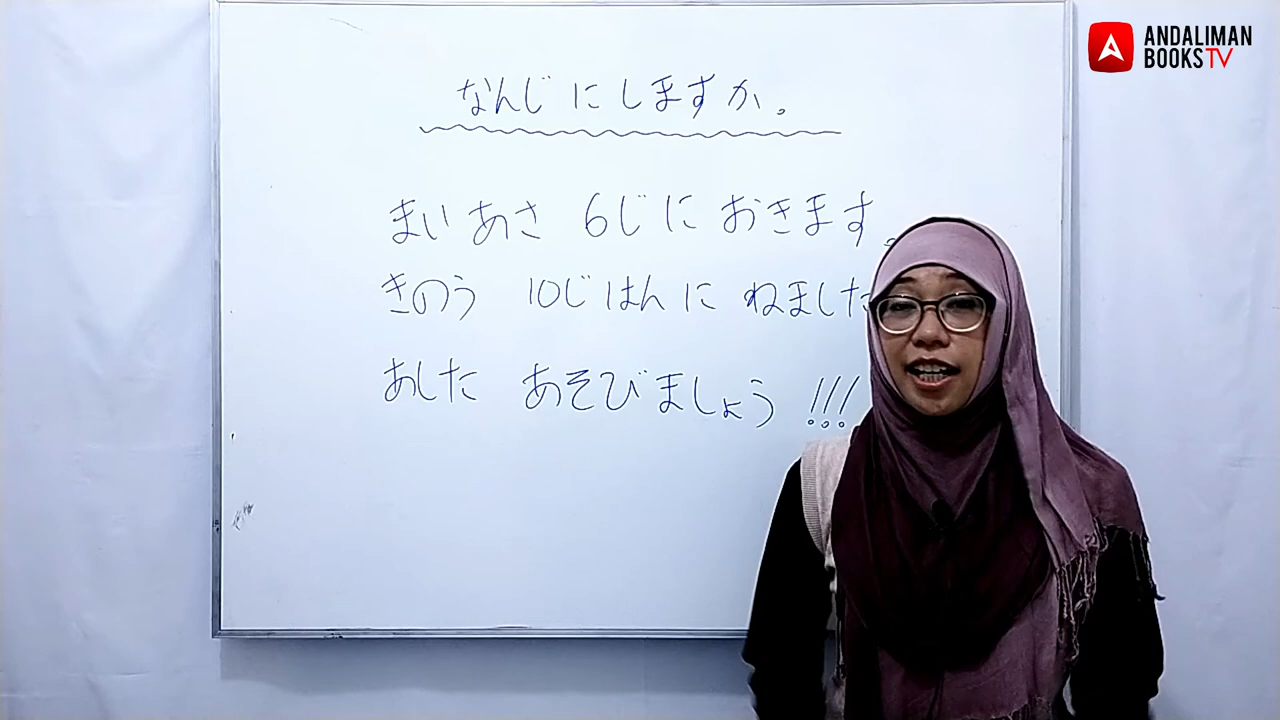 なんじ に します か。
まい あさ 6じ に おきます。
きのう 10じ はん に ねました
あした あそびましょう !!!
ANDALIMAN
BOOKSTV